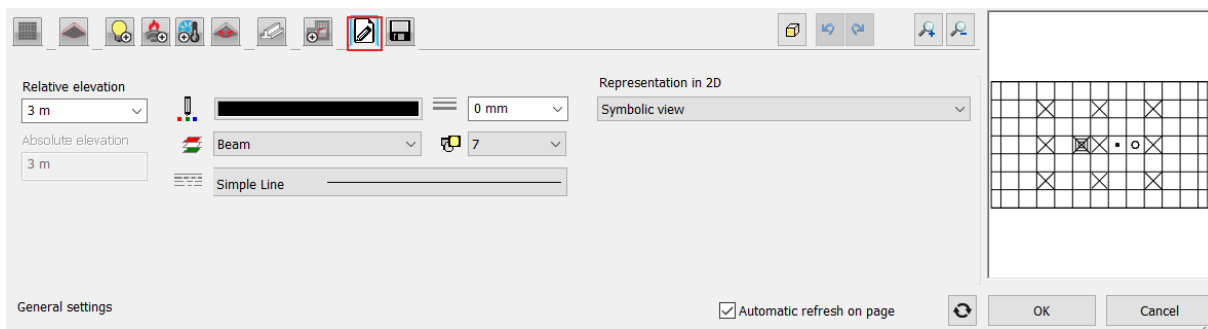 Relative elevation
3 m
Absolute elevation
3 m
0 mm
Beam
7
Simple Line
Representation in 2D
Symbolic view
General settings
Automatic refresh on page
OK
Cancel